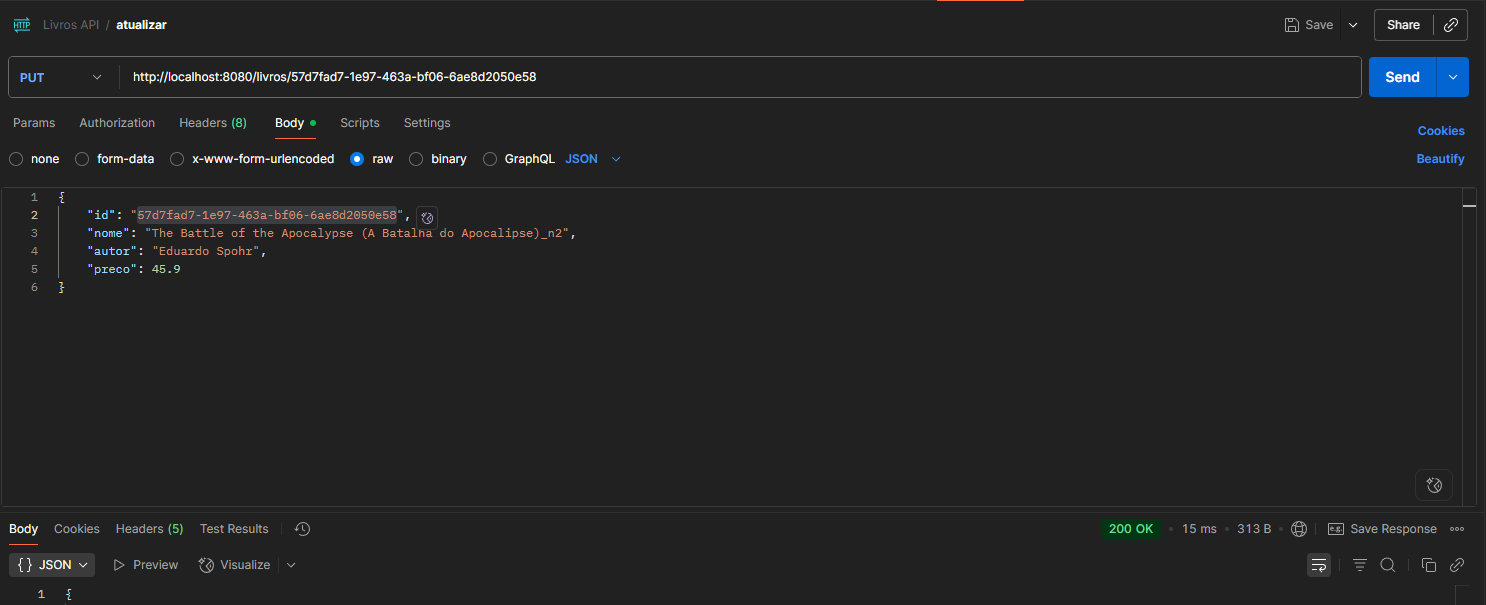 HTTP Livros API / atualizar Save Share
PUT http://localhost:8080/livros/57d7fad7-1e97-463a-bf06-6ae8d2050e58 Send
Params Authorization Headers (8) Body Scripts Settings Cookies
none form-data x-www-form-urlencoded raw binary GraphQL JSON Beautify
1 {
2 "id": "57d7fad7-1e97-463a-bf06-6ae8d2050e58",
3 "nome": "The Battle of the Apocalypse (A Batalha do Apocalipse)_n2",
4 "autor": "Eduardo Spohr",
5 "preco": 45.9
6 }
Body Cookies Headers (5) Test Results 200 OK • 15 ms • 313 B • e.g. Save Response
{} JSON Preview Visualize
1 {